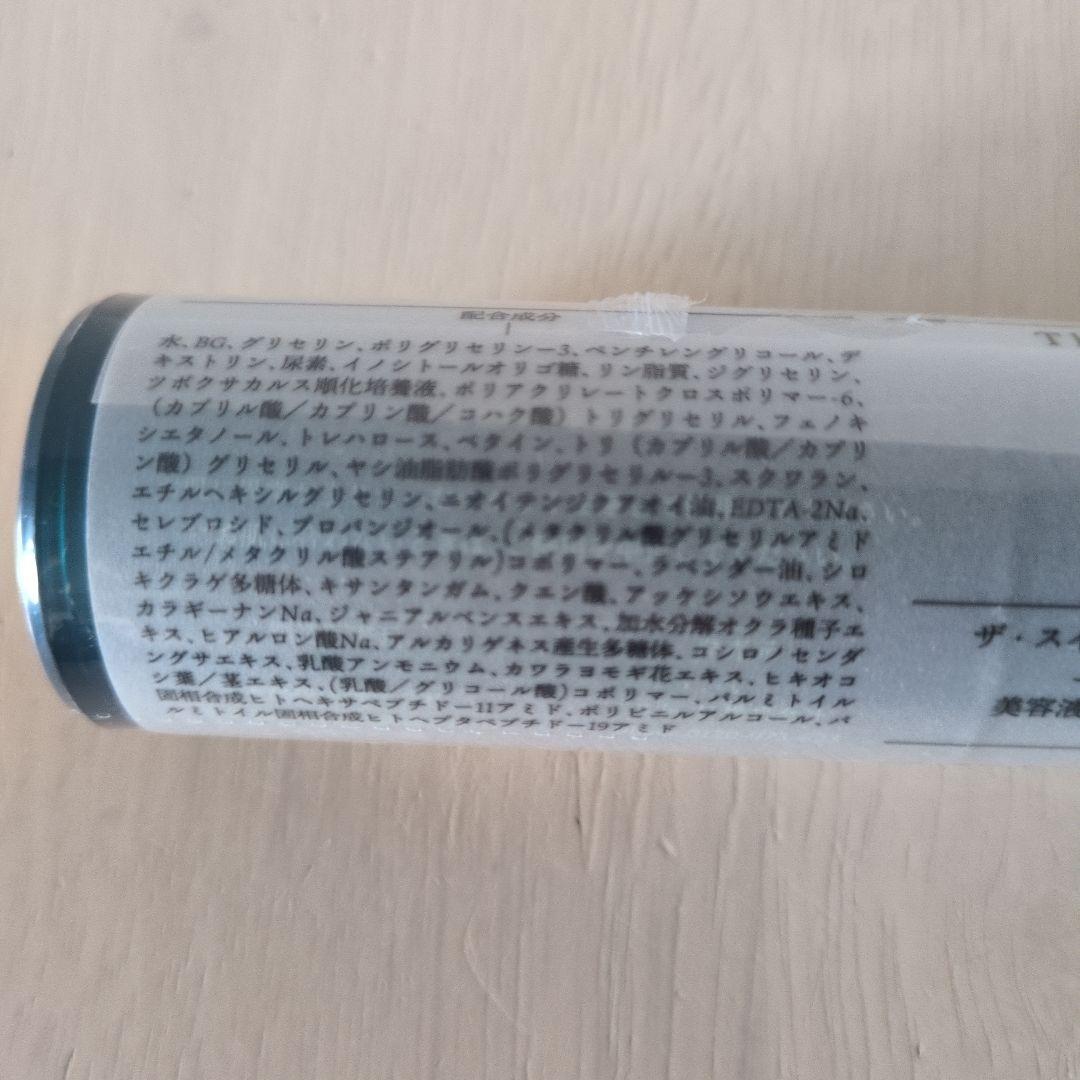 配合成分
水、BG、グリセリン、ポリグリセリン-3、ペンチレングリコール、デ
キストリン、尿素、イノシトールオリゴ糖、リン脂質、ジグリセリン、
ツボクサカルス順化培養液、ポリアクリレートクロスポリマー-6、
(カプリル酸/カプリン酸/コハク酸)トリグリセリル、フェノキ
シエタノール、トレハロース、ベタイン、トリ(カプリル酸/カプリ
ン酸)グリセリル、ヤシ油脂肪酸ポリグリセリル-3、スクワラン、
エチルヘキシルグリセリン、ニオイテンジクアオイ油、EDTA-2Na、
セレブロシド、プロパンジオール、(メタクリル酸グリセリルアミド
エチル/メタクリル酸ステアリル)コポリマー、ラベンダー油、シロ
キクラゲ多糖体、キサンタンガム、クエン酸、アッケシソウエキス、
カラギーナンNa、ジャニアルベンスエキス、加水分解オクラ種子エ
キス、ヒアルロン酸Na、アルカリゲネス産生多糖体、コシロノセンダ
ングサエキス、乳酸アンモニウム、カワラヨモギ花エキス、ヒキオコ
シ葉/茎エキス、(乳酸/グリコール酸)コポリマー、パルミトイル
固相合成ヒトヘキサペプチド-11アミド、ポリビニルアルコール、パ
ルミトイル固相合成ヒトヘプタペプチド-19アミド
ザ・スイ
美容液